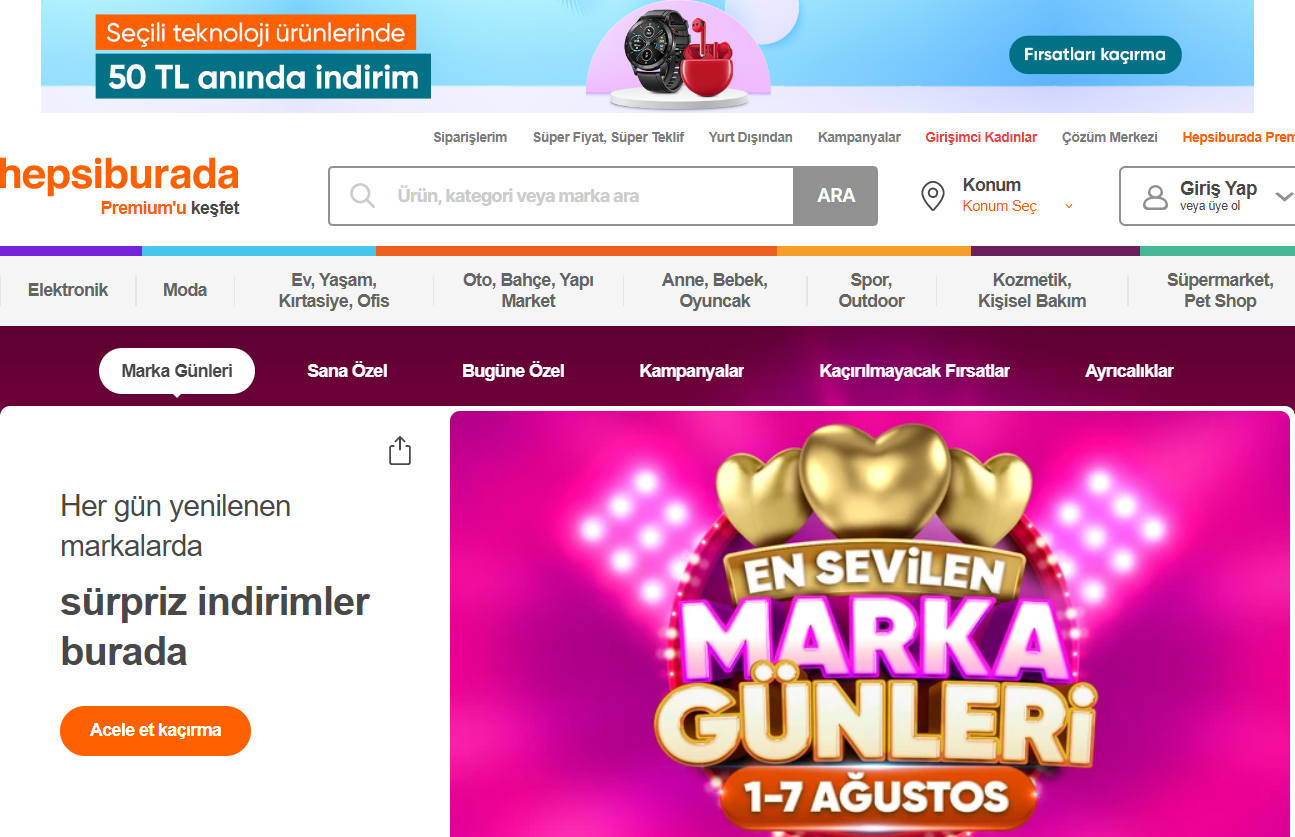 Seçili teknoloji ürünlerinde
50 TL anında indirim
Fırsatları kaçırma
Siparişlerim Süper Fiyat, Süper Teklif Yurt Dışından Kampanyalar Girişimci Kadınlar Çözüm Merkezi Hepsiburada Prem
hepsiburada
Premium'u keşfet
Ürün, kategori veya marka ara
ARA
Konum
Konum Seç
Giriş Yap
veya üye ol
Elektronik
Moda
Ev, Yaşam,
Kırtasiye, Ofis
Oto, Bahçe, Yapı
Market
Anne, Bebek,
Oyuncak
Spor,
Outdoor
Kozmetik,
Kişisel Bakım
Süpermarket,
Pet Shop
Marka Günleri Sana Özel Bugüne Özel Kampanyalar Kaçırılmayacak Fırsatlar Ayrıcalıklar
Her gün yenilenen
markalarda
sürpriz indirimler
burada
Acele et kaçırma
EN SEVİLEN
MARKA
GÜNLERİ
1-7 AĞUSTOS